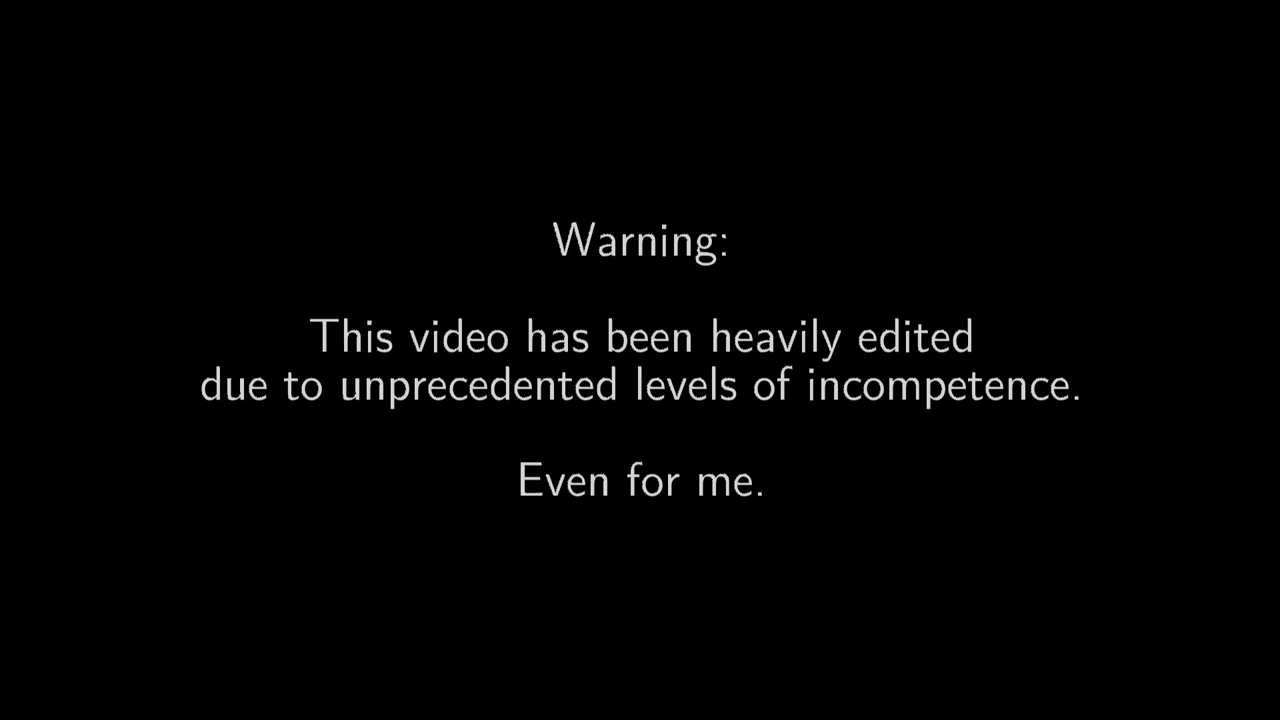 Warning:
This video has been heavily edited
due to unprecedented levels of incompetence.
Even for me.